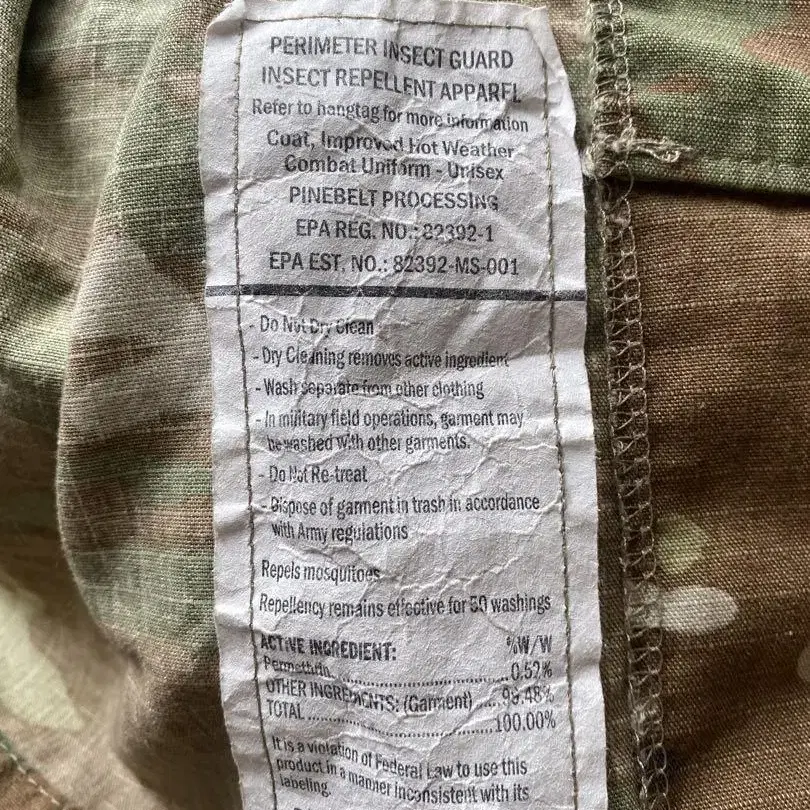 PERIMETER INSECT GUARD
INSECT REPELLENT APPAREL
Refer to hangtag for more information
Coat, Improved Hot Weather
Combat Uniform - Unisex
PINEBELT PROCESSING
EPA REG. NO.: 82392-1
EPA EST. NO.: 82392-MS-001
- Do Not Dry Clean
- Dry Cleaning removes active ingredient
- Wash separate from other clothing
- In military field operations, garment may
be washed with other garments.
- Do Not Re-treat
- Dispose of garment in trash in accordance
with Army regulations
Repels mosquitoes
Repellency remains effective for 50 washings
ACTIVE INGREDIENT: %W/W
Permethrin.....................................0.52%
OTHER INGREDIENTS: (Garment) .....99.48%
TOTAL .......................................100.00%
It is a violation of Federal Law to use this
product in a manner inconsistent with its
labeling.